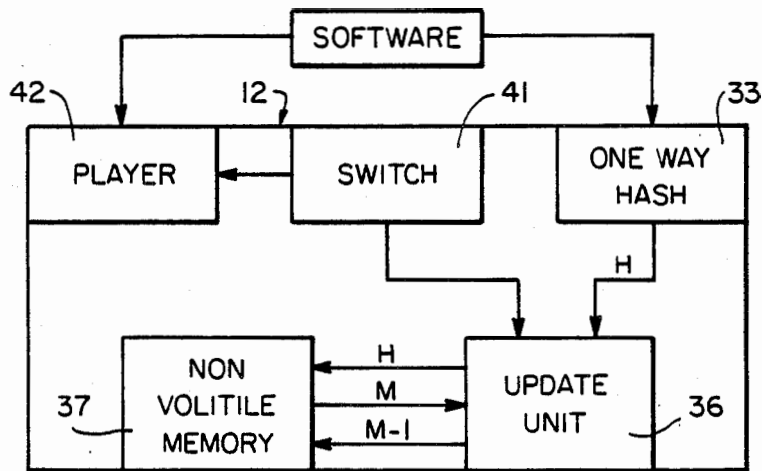 SOFTWARE
42
12
41
33
PLAYER
SWITCH
ONE WAY
HASH
H
H
M
M-1
NON
VOLITILE
MEMORY
37
UPDATE
UNIT
36